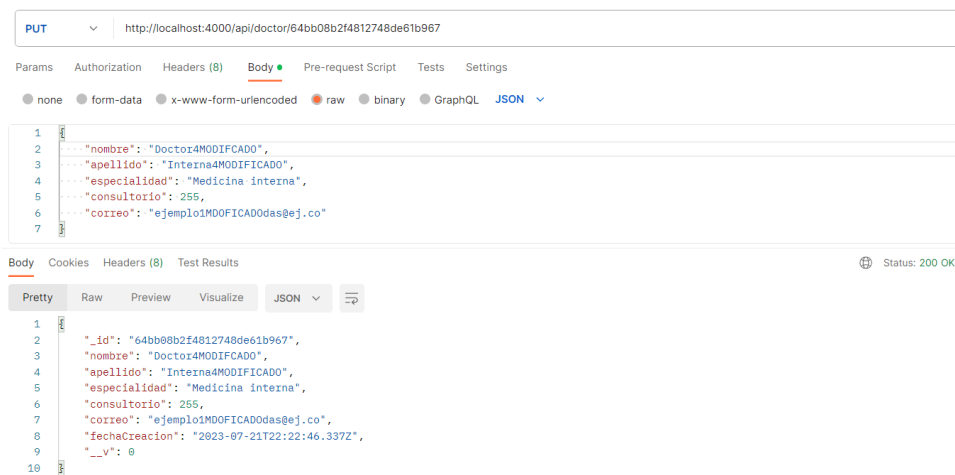 PUT http://localhost:4000/api/doctor/64bb08b2f4812748de61b967
Params Authorization Headers (8) Body Pre-request Script Tests Settings
none form-data x-www-form-urlencoded raw binary GraphQL JSON
1 {
2 "nombre": "Doctor4MODIFCADO",
3 "apellido": "Interna4MODIFICADO",
4 "especialidad": "Medicina interna",
5 "consultorio": 255,
6 "correo": "ejemplo1MDOFICADOdas@ej.co"
7 }
Body Cookies Headers (8) Test Results Status: 200 OK
Pretty Raw Preview Visualize JSON
1 {
2 "_id": "64bb08b2f4812748de61b967",
3 "nombre": "Doctor4MODIFCADO",
4 "apellido": "Interna4MODIFICADO",
5 "especialidad": "Medicina interna",
6 "consultorio": 255,
7 "correo": "ejemplo1MDOFICADOdas@ej.co",
8 "fechaCreacion": "2023-07-21T22:22:46.337Z",
9 "__v": 0
10 }